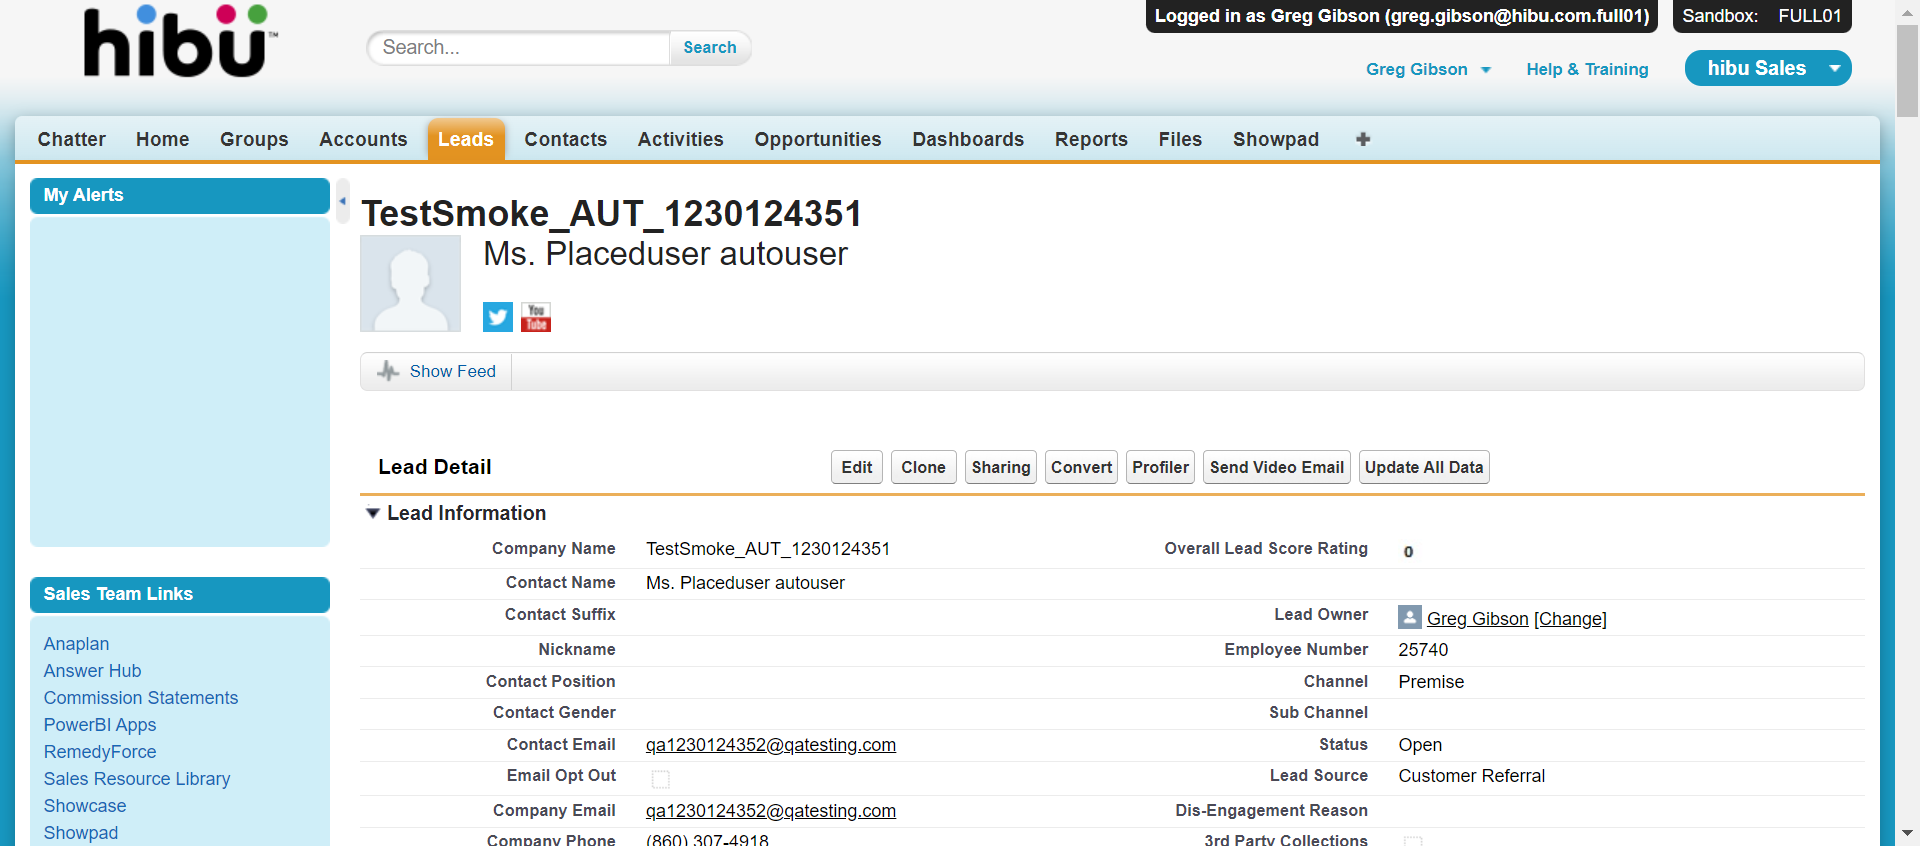 hibu™
Search...
Search
Logged in as Greg Gibson (greg.gibson@hibu.com.full01)
Sandbox: FULL01
Greg Gibson
Help & Training
hibu Sales
Chatter Home Groups Accounts Leads Contacts Activities Opportunities Dashboards Reports Files Showpad
My Alerts
Sales Team Links
Anaplan
Answer Hub
Commission Statements
PowerBI Apps
RemedyForce
Sales Resource Library
Showcase
Showpad
TestSmoke_AUT_1230124351
Ms. Placeduser autouser
You
Tube
Show Feed
Lead Detail
Edit Clone Sharing Convert Profiler Send Video Email Update All Data
Lead Information
Company Name TestSmoke_AUT_1230124351 Overall Lead Score Rating 0
Contact Name Ms. Placeduser autouser
Contact Suffix Lead Owner Greg Gibson [Change]
Nickname Employee Number 25740
Contact Position Channel Premise
Contact Gender Sub Channel
Contact Email qa1230124352@qatesting.com Status Open
Email Opt Out Lead Source Customer Referral
Company Email qa1230124352@qatesting.com Dis-Engagement Reason
Company Phone (860) 307-4918 3rd Party Collections